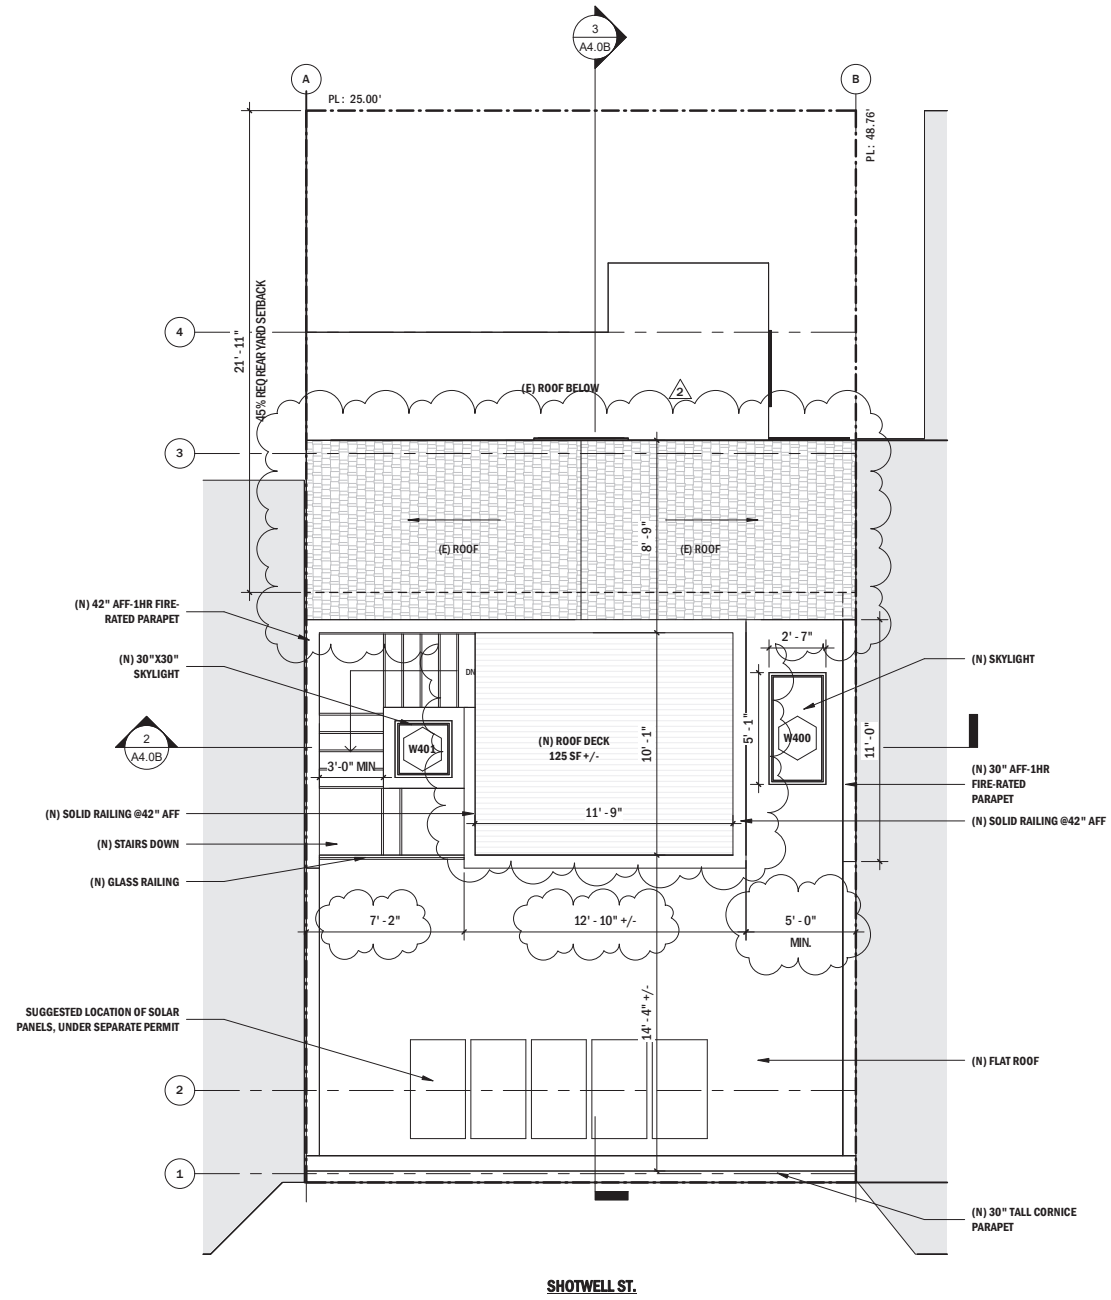 3
A4.0B
A
B
PL: 25.00'
PL: 48.76'
21' - 11"
45% REQ REAR YARD SETBACK
4
(E) ROOF BELOW
2
3
8' - 9"
(E) ROOF
(E) ROOF
(N) 42" AFF-1HR FIRE-
RATED PARAPET
(N) 30"X30"
SKYLIGHT
DN
2' - 7"
(N) SKYLIGHT
2
A4.0B
W401
3'-0" MIN
(N) ROOF DECK
125 SF +/-
10' - 1"
5' - 1"
W400
11' - 0"
(N) 30" AFF-1HR
FIRE-RATED
PARAPET
(N) SOLID RAILING @42" AFF
11' - 9"
(N) SOLID RAILING @42" AFF
(N) STAIRS DOWN
(N) GLASS RAILING
7' - 2"
12' - 10" +/-
5' - 0"
MIN.
14' - 4" +/-
SUGGESTED LOCATION OF SOLAR
PANELS, UNDER SEPARATE PERMIT
(N) FLAT ROOF
2
1
(N) 30" TALL CORNICE
PARAPET
SHOTWELL ST.